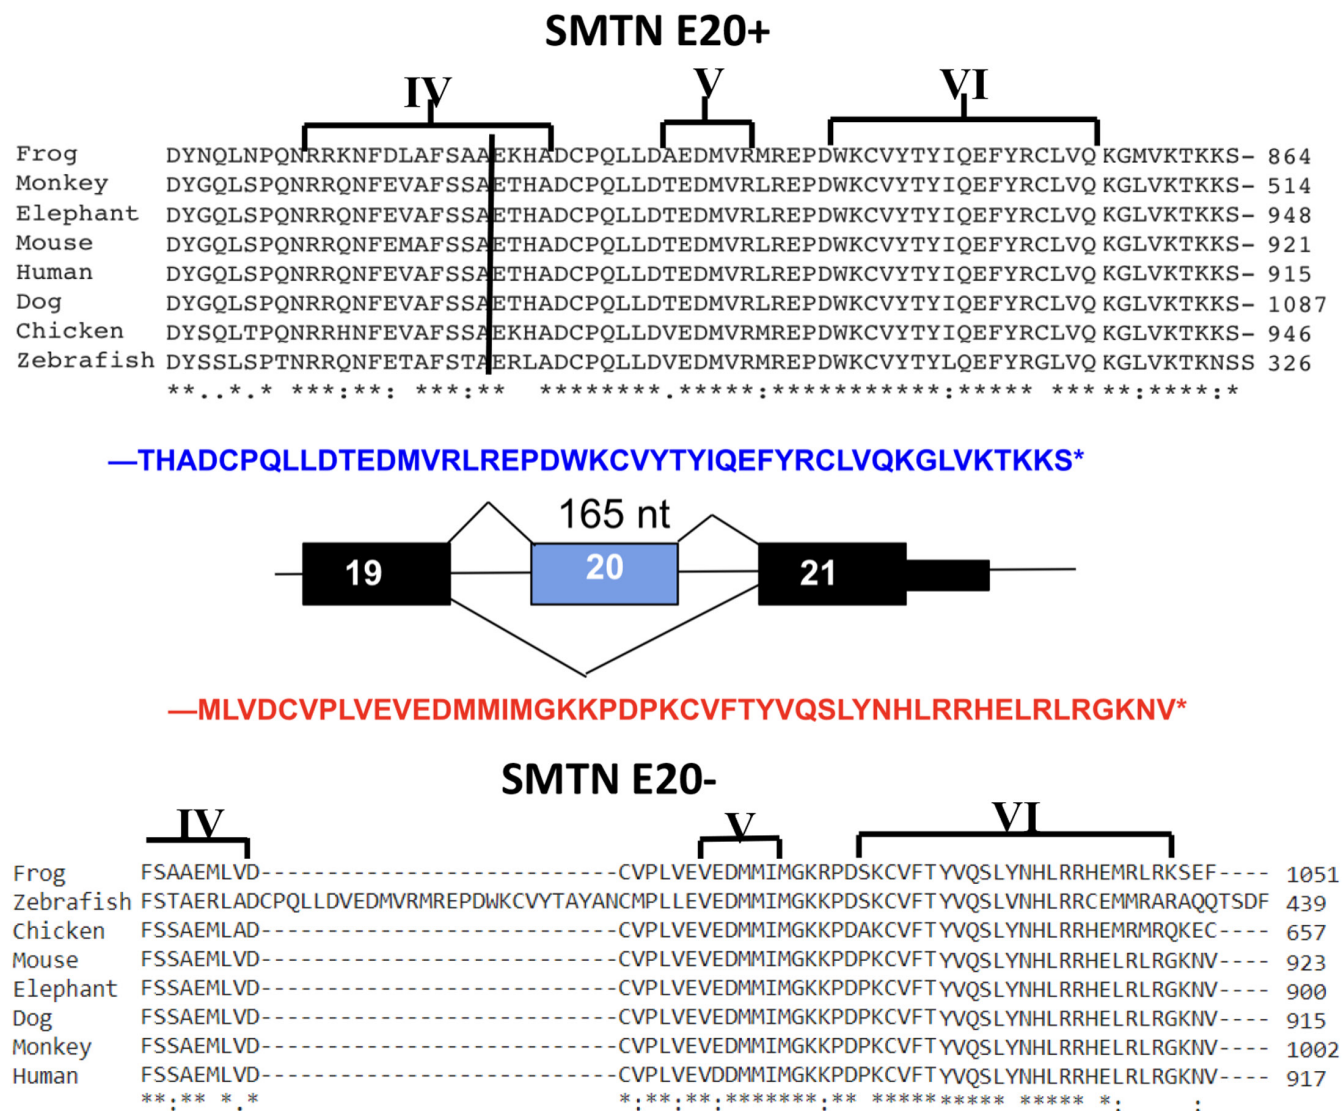 SMTN E20+
IV V VI
Frog DYNQLNPQNRRKNFDLAFSAAEKHADCPQLLDAEDMVRMREPDWKCVYTYIQEFYRCLVQ KGMVKTKKS- 864
Monkey DYGQLSPQNRRQNFEVAFSSAETHADCPQLLDTEDMVRLREPDWKCVYTYIQEFYRCLVQ KGLVKTKKS- 514
Elephant DYGQLSPQNRRQNFEVAFSSAETHADCPQLLDTEDMVRLREPDWKCVYTYIQEFYRCLVQ KGLVKTKKS- 948
Mouse DYGQLSPQNRRQNFEMAFSSAETHADCPQLLDTEDMVRLREPDWKCVYTYIQEFYRCLVQ KGLVKTKKS- 921
Human DYGQLSPQNRRQNFEVAFSSAETHADCPQLLDTEDMVRLREPDWKCVYTYIQEFYRCLVQ KGLVKTKKS- 915
Dog DYGQLSPQNRRQNFEVAFSSAETHADCPQLLDTEDMVRLREPDWKCVYTYIQEFYRCLVQ KGLVKTKKS- 1087
Chicken DYSQLTPQNRRHNFEVAFSSAEKHADCPQLLDVEDMVRMREPDWKCVYTYIQEFYRCLVQ KGLVKTKKS- 946
Zebrafish DYSSLSPTNRRQNFETAFSTAERLADCPQLLDVEDMVRMREPDWKCVYTYLQEFYRGLVQ KGLVKTKNSS 326
**..*.* ***:**: ***:** ********.*****:************:***** *** **:****:*
—THADCPQLLDTEDMVRLREPDWKCVYTYIQEFYRCLVQKGLVKTKKS*
165 nt
19 20 21
—MLVDCVPLVEVEDMMIMGKKPDPKCVFTYVQSLYNHLRRHELRLRGKNV*
SMTN E20-
IV V VI
Frog FSAAEMLVD------------------------------CVPLVEVEDMMIMGKRPDSKCVFTYVQSLYNHLRRHEMRLRKSEF---- 1051
Zebrafish FSTAERLADCPQLLDVEDMVRMREPDWKCVYTAYANCMPLLEVEDMMIMGKRPDSKCVFTYVQSLYNHLRRCEMMRARAQQTSDF 439
Chicken FSSAEMLAD------------------------------CVPLVEVEDMMIMGKKPDAKCVFTYVQSLYNHLRRHEMRMRQKEC---- 657
Mouse FSSAEMLVD------------------------------CVPLVEVEDMMIMGKKPDPKCVFTYVQSLYNHLRRHELRLRGKNV---- 923
Elephant FSSAEMLVD------------------------------CVPLVEVEDMMIMGKKPDPKCVFTYVQSLYNHLRRHELRLRGKNV---- 900
Dog FSSAEMLVD------------------------------CVPLVEVEDMMIMGKKPDPKCVFTYVQSLYNHLRRHELRLRGKNV---- 915
Monkey FSSAEMLVD------------------------------CVPLVEVEDMMIMGKKPDPKCVFTYVQSLYNHLRRHELRLRGKNV---- 1002
Human FSSAEMLVD------------------------------CVPLVEVDDMMIMGKKPDPKCVFTYVQSLYNHLRRHELRLRGKNV---- 917
**:** *.* *:**:**:*******:** ********** ***** *: :